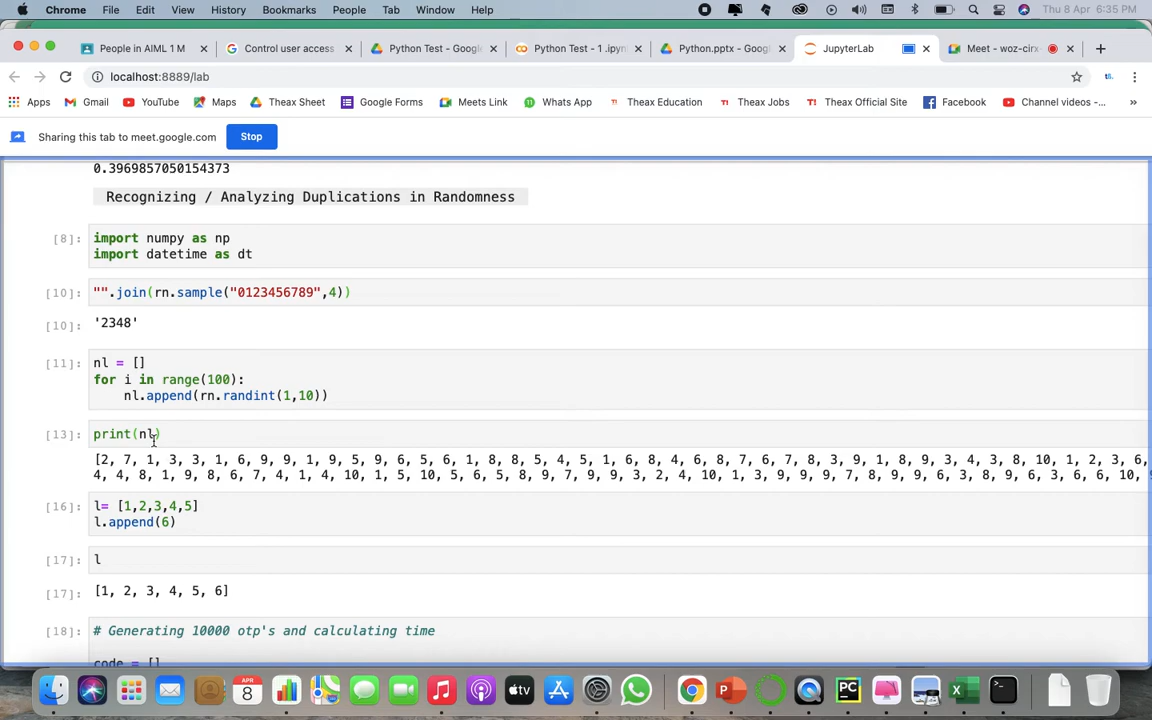 Chrome File Edit View History Bookmarks People Tab Window Help Thu 8 Apr 6:35 PM
People in AIML 1 M Control user access Python Test - Google Python Test - 1 .ipyn Python.pptx - Google JupyterLab Meet - woz-cirx
localhost:8889/lab
Apps Gmail YouTube Maps Theax Sheet Google Forms Meets Link Whats App Theax Education Theax Jobs Theax Official Site Facebook Channel videos -...
Sharing this tab to meet.google.com Stop
0.3969857050154373
Recognizing / Analyzing Duplications in Randomness
[8]: import numpy as np
import datetime as dt
[10]: "".join(rn.sample("0123456789",4))
[10]: '2348'
[11]: nl = []
for i in range(100):
nl.append(rn.randint(1,10))
[13]: print(nl)
[2, 7, 1, 3, 3, 1, 6, 9, 9, 1, 9, 5, 9, 6, 5, 6, 1, 8, 8, 5, 4, 5, 1, 6, 8, 4, 6, 8, 7, 6, 7, 8, 3, 9, 1, 8, 9, 3, 4, 3, 8, 10, 1, 2, 3, 6,
4, 4, 8, 1, 9, 8, 6, 7, 4, 1, 4, 10, 1, 5, 10, 5, 6, 5, 8, 9, 7, 9, 9, 3, 2, 4, 10, 1, 3, 9, 9, 9, 7, 8, 9, 9, 6, 3, 8, 9, 6, 3, 6, 6, 10,
[16]: l= [1,2,3,4,5]
l.append(6)
[17]: l
[17]: [1, 2, 3, 4, 5, 6]
[18]: # Generating 10000 otp's and calculating time
code = []